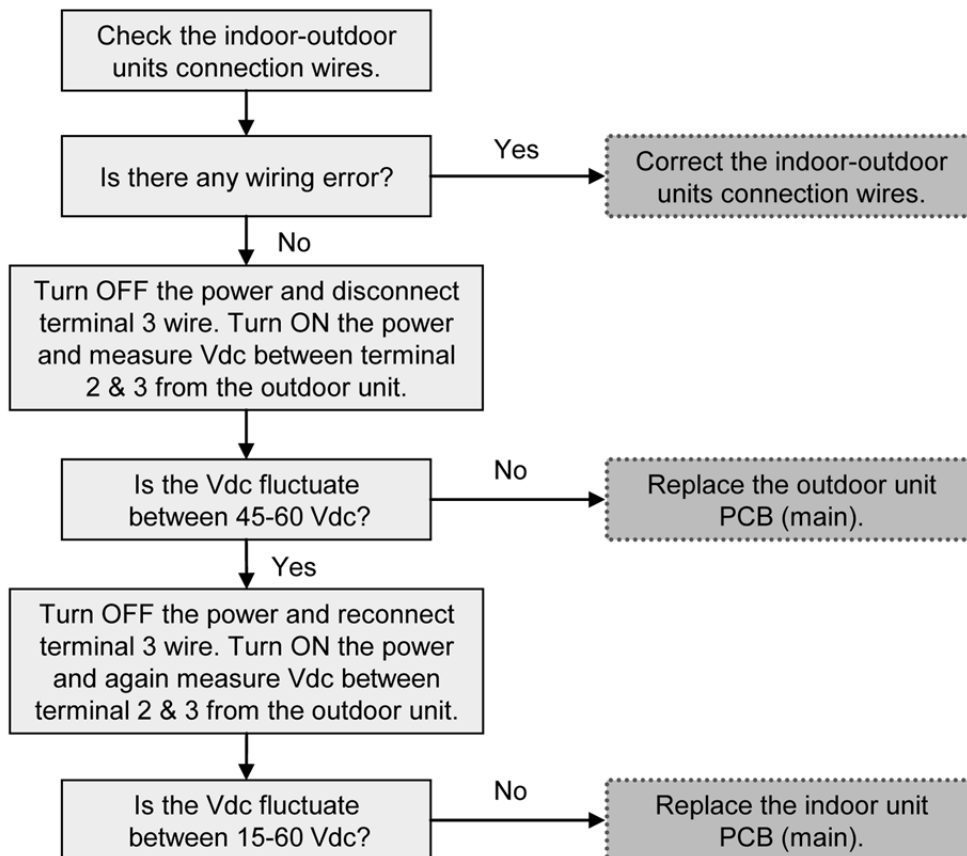 Check the indoor-outdoor
units connection wires.
Is there any wiring error?
Yes
Correct the indoor-outdoor
units connection wires.
No
Turn OFF the power and disconnect
terminal 3 wire. Turn ON the power
and measure Vdc between terminal
2 & 3 from the outdoor unit.
Is the Vdc fluctuate
between 45-60 Vdc?
No
Replace the outdoor unit
PCB (main).
Yes
Turn OFF the power and reconnect
terminal 3 wire. Turn ON the power
and again measure Vdc between
terminal 2 & 3 from the outdoor unit.
Is the Vdc fluctuate
between 15-60 Vdc?
No
Replace the indoor unit
PCB (main).